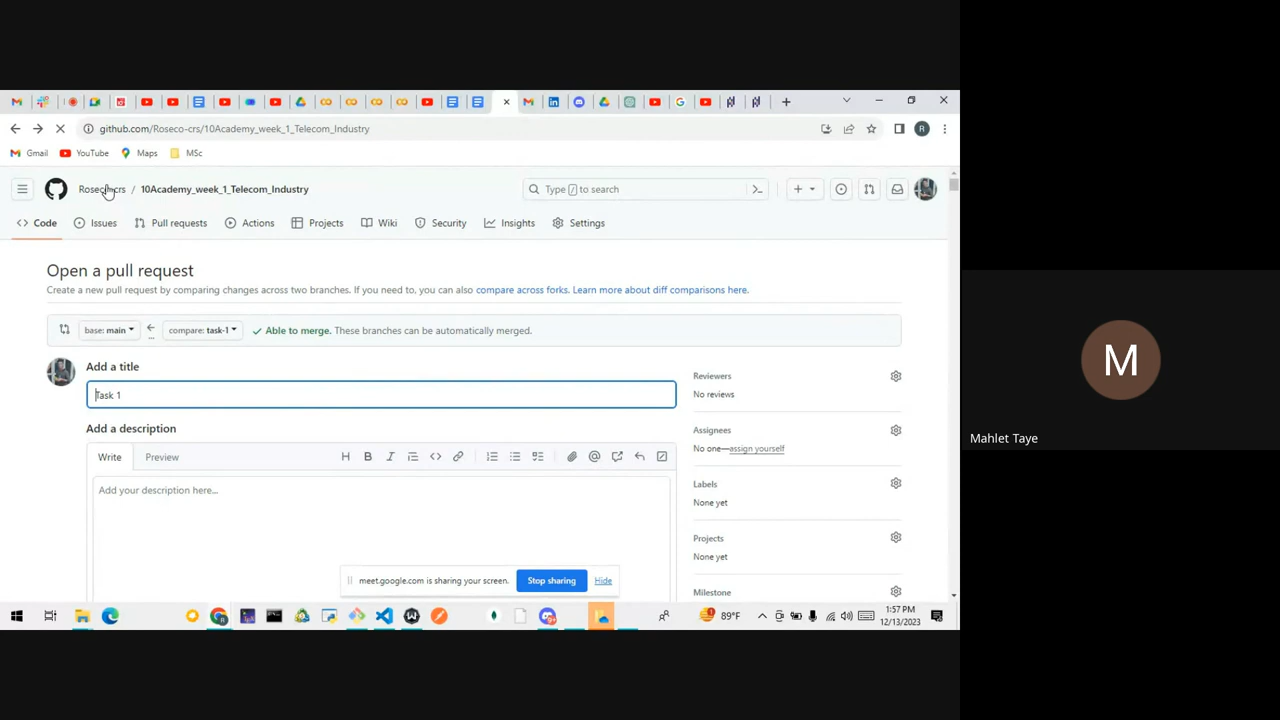 github.com/Roseco-crs/10Academy_week_1_Telecom_Industry
R
Gmail YouTube Maps MSc
Roseco-crs / 10Academy_week_1_Telecom_Industry
Type / to search
Code Issues Pull requests Actions Projects Wiki Security Insights Settings
Open a pull request
Create a new pull request by comparing changes across two branches. If you need to, you can also compare across forks. Learn more about diff comparisons here.
base: main ← compare: task-1 ✓ Able to merge. These branches can be automatically merged.
...
Add a title
Task 1
Add a description
Write Preview H B I
Add your description here...
Reviewers
No reviews
Assignees
No one—assign yourself
Labels
None yet
Projects
None yet
Milestone
meet.google.com is sharing your screen. Stop sharing Hide
89°F
1:57 PM
12/13/2023
M
Mahlet Taye